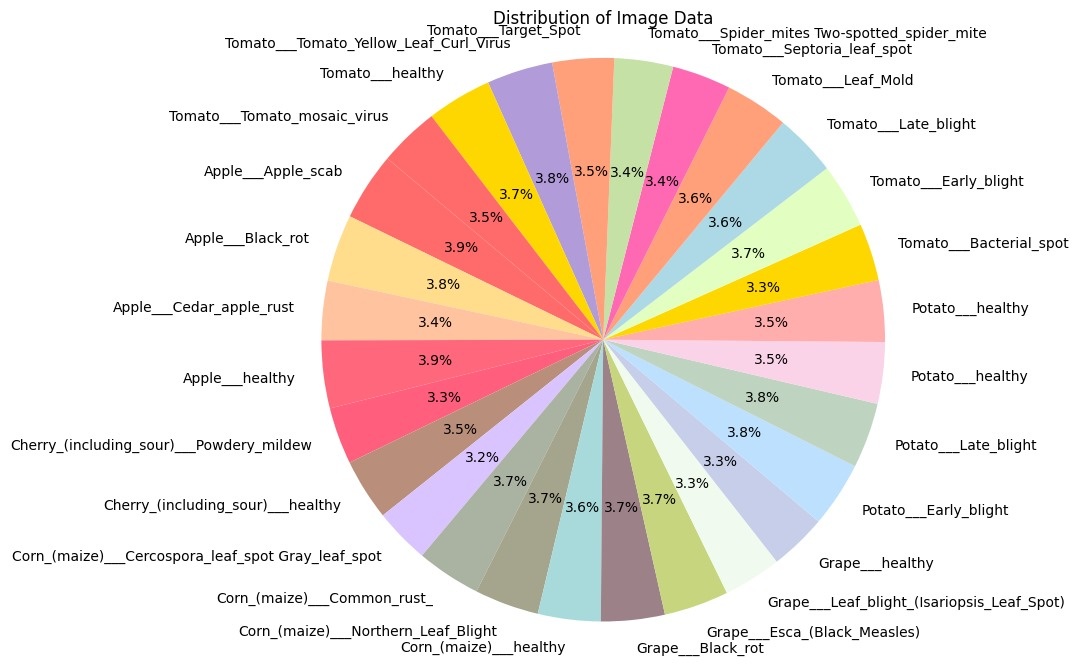 Distribution of Image Data
Tomato___Target_Spot
Tomato___Spider_mites Two-spotted_spider_mite
Tomato___Tomato_Yellow_Leaf_Curl_Virus
Tomato___Septoria_leaf_spot
Tomato___healthy
Tomato___Leaf_Mold
Tomato___Tomato_mosaic_virus
Tomato___Late_blight
Apple___Apple_scab
Tomato___Early_blight
Apple___Black_rot
Tomato___Bacterial_spot
Apple___Cedar_apple_rust
Potato___healthy
Apple___healthy
Potato___healthy
Cherry_(including_sour)___Powdery_mildew
Potato___Late_blight
Cherry_(including_sour)___healthy
Potato___Early_blight
Corn_(maize)___Cercospora_leaf_spot Gray_leaf_spot
Grape___healthy
Corn_(maize)___Common_rust_
Grape___Leaf_blight_(Isariopsis_Leaf_Spot)
Corn_(maize)___Northern_Leaf_Blight
Grape___Esca_(Black_Measles)
Corn_(maize)___healthy
Grape___Black_rot
3.5%
3.4%
3.8%
3.4%
3.7%
3.6%
3.5%
3.6%
3.9%
3.7%
3.8%
3.3%
3.4%
3.5%
3.9%
3.5%
3.3%
3.8%
3.5%
3.8%
3.2%
3.3%
3.7%
3.3%
3.7%
3.7%
3.6%
3.7%